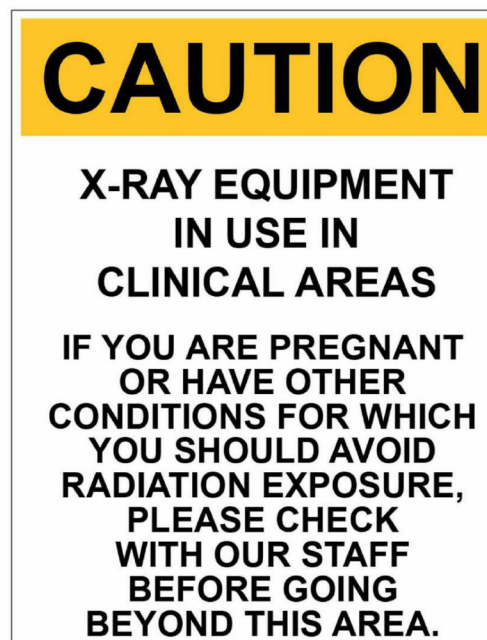 CAUTION
X-RAY EQUIPMENT
IN USE IN
CLINICAL AREAS
IF YOU ARE PREGNANT
OR HAVE OTHER
CONDITIONS FOR WHICH
YOU SHOULD AVOID
RADIATION EXPOSURE,
PLEASE CHECK
WITH OUR STAFF
BEFORE GOING
BEYOND THIS AREA.